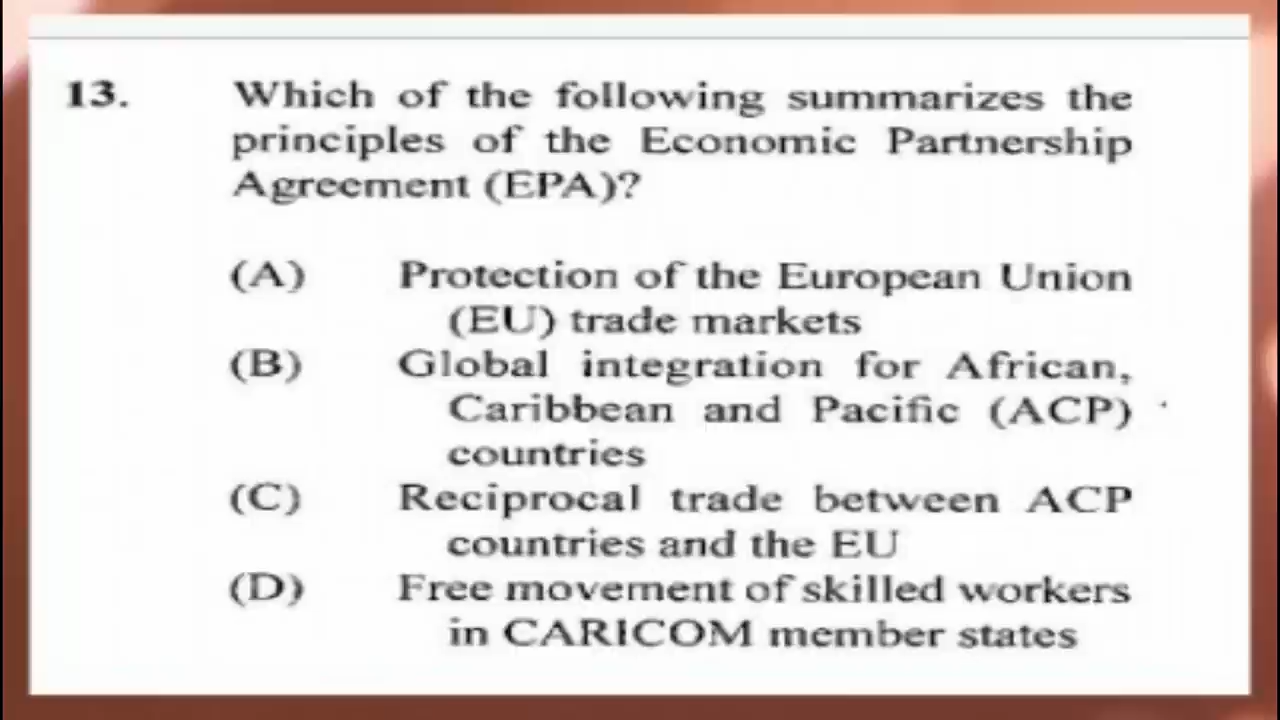 13. Which of the following summarizes the
principles of the Economic Partnership
Agreement (EPA)?
(A) Protection of the European Union
(EU) trade markets
(B) Global integration for African,
Caribbean and Pacific (ACP)
countries
(C) Reciprocal trade between ACP
countries and the EU
(D) Free movement of skilled workers
in CARICOM member states